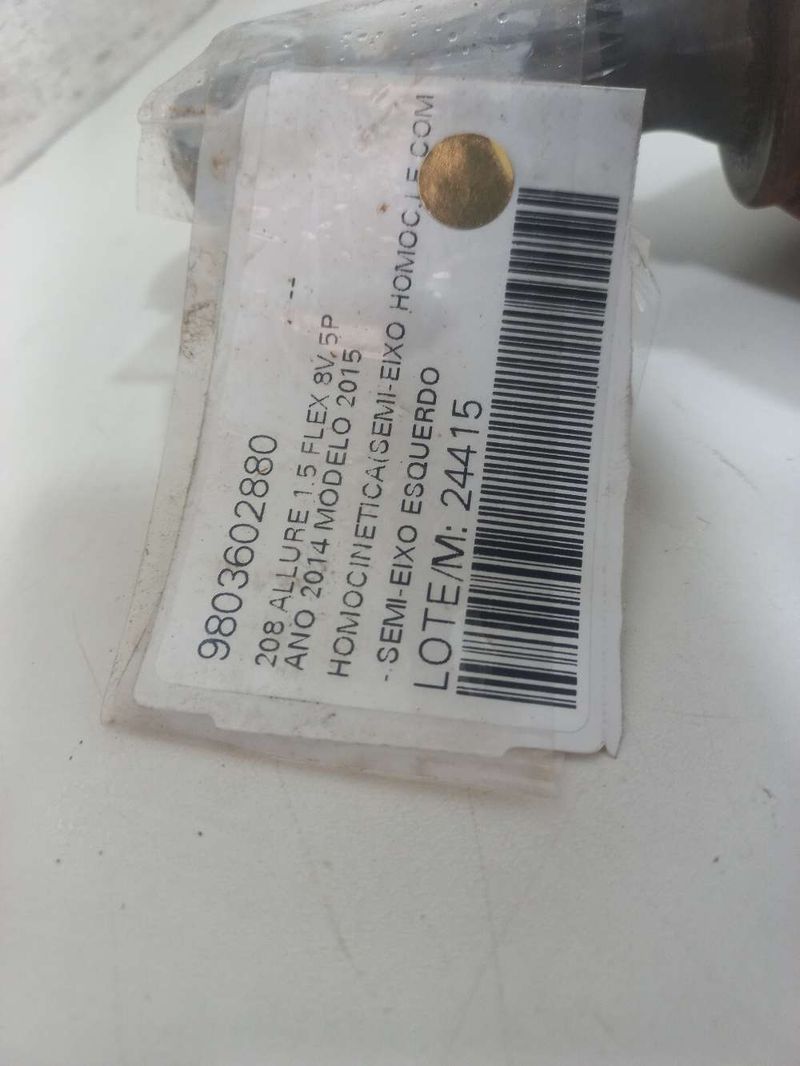 9803602880
208 ALLURE 1.5 FLEX 8V 5P
ANO 2014 MODELO 2015
HOMOCINETICA(SEMI-EIXO HOMOC. COM
-.SEMI-EIXO ESQUERDO
LOTE/M: 24415